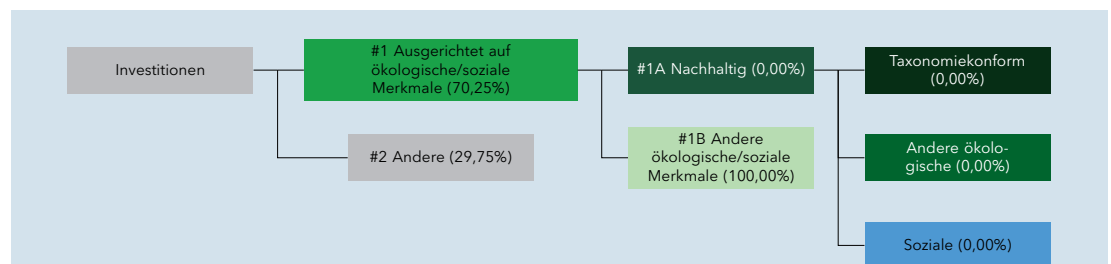 Investitionen
#1 Ausgerichtet auf
ökologische/soziale
Merkmale (70,25%)
#2 Andere (29,75%)
#1A Nachhaltig (0,00%)
#1B Andere
ökologische/soziale
Merkmale (100,00%)
Taxonomiekonform
(0,00%)
Andere ökolo-
gische (0,00%)
Soziale (0,00%)